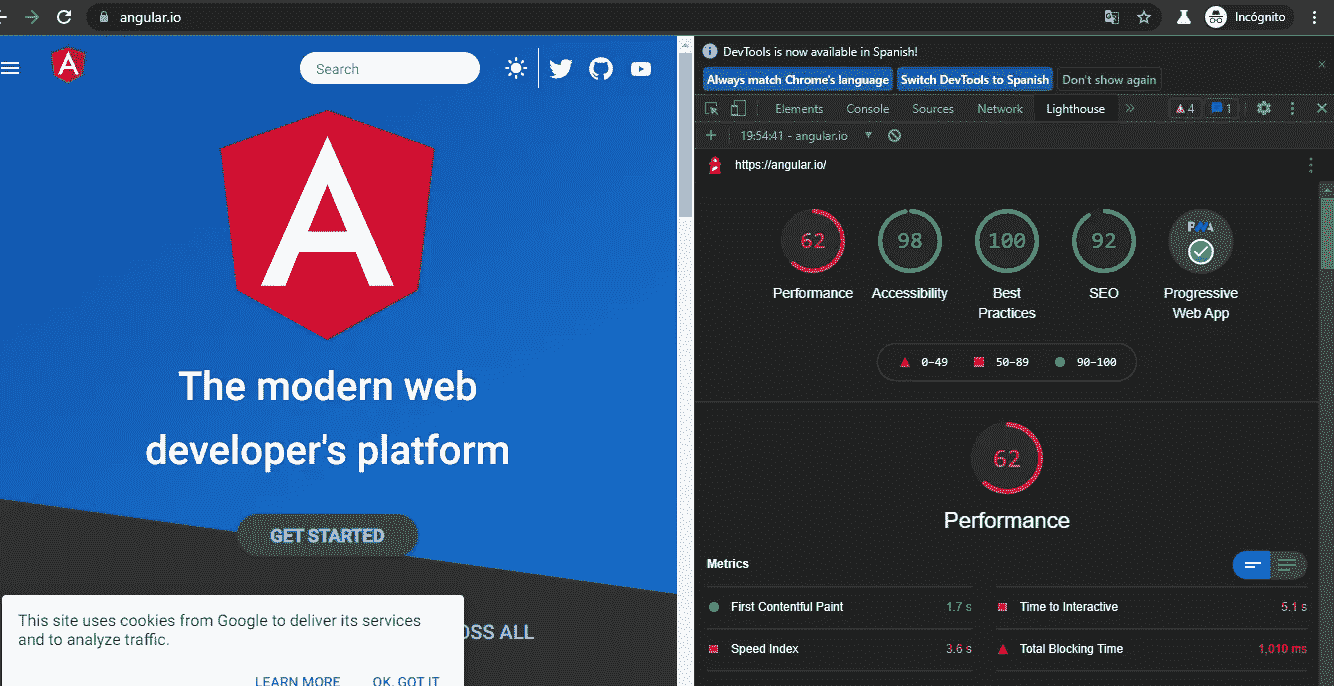 angular.io
Incógnito
Search
The modern web
developer's platform
GET STARTED
OSS ALL
This site uses cookies from Google to deliver its services
and to analyze traffic.
LEARN MORE OK, GOT IT
DevTools is now available in Spanish!
Always match Chrome's language Switch DevTools to Spanish Don't show again
Elements Console Sources Network Lighthouse 4 1
19:54:41 - angular.io
https://angular.io/
62 98 100 92 PWA
Performance Accessibility Best Practices SEO Progressive Web App
0–49 50–89 90–100
62
Performance
Metrics
First Contentful Paint 1.7 s Time to Interactive 5.1 s
Speed Index 3.6 s Total Blocking Time 1,010 ms